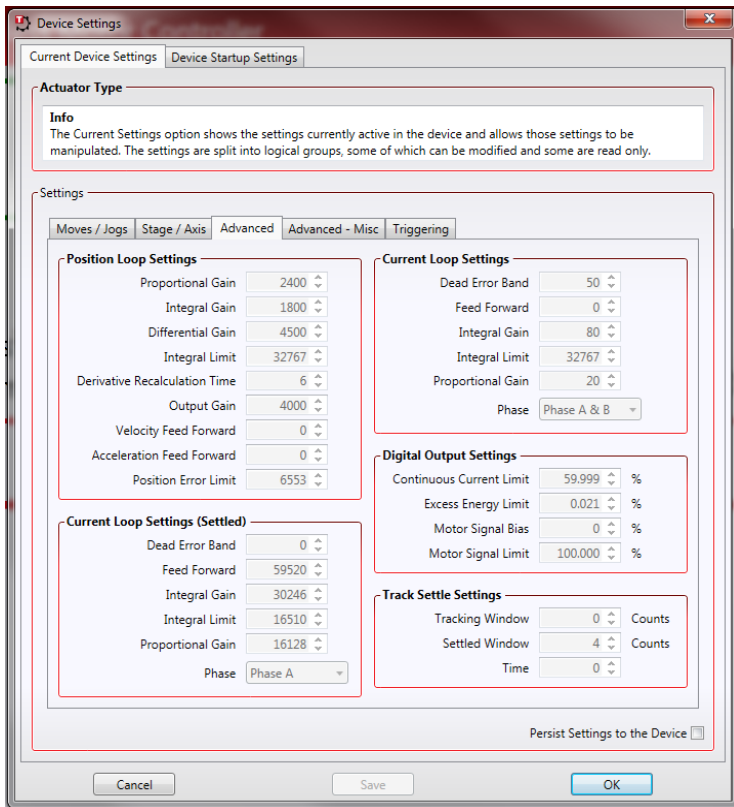 Device Settings
Current Device Settings
Device Startup Settings
Actuator Type
Info
The Current Settings option shows the settings currently active in the device and allows those settings to be
manipulated. The settings are split into logical groups, some of which can be modified and some are read only.
Settings
Moves / Jogs
Stage / Axis
Advanced
Advanced - Misc
Triggering
Position Loop Settings
Proportional Gain 2400
Integral Gain 1800
Differential Gain 4500
Integral Limit 32767
Derivative Recalculation Time 6
Output Gain 4000
Velocity Feed Forward 0
Acceleration Feed Forward 0
Position Error Limit 6553
Current Loop Settings (Settled)
Dead Error Band 0
Feed Forward 59520
Integral Gain 30246
Integral Limit 16510
Proportional Gain 16128
Phase Phase A
Current Loop Settings
Dead Error Band 50
Feed Forward 0
Integral Gain 80
Integral Limit 32767
Proportional Gain 20
Phase Phase A & B
Digital Output Settings
Continuous Current Limit 59.999 %
Excess Energy Limit 0.021 %
Motor Signal Bias 0 %
Motor Signal Limit 100.000 %
Track Settle Settings
Tracking Window 0 Counts
Settled Window 4 Counts
Time 0
Persist Settings to the Device
Cancel
Save
OK